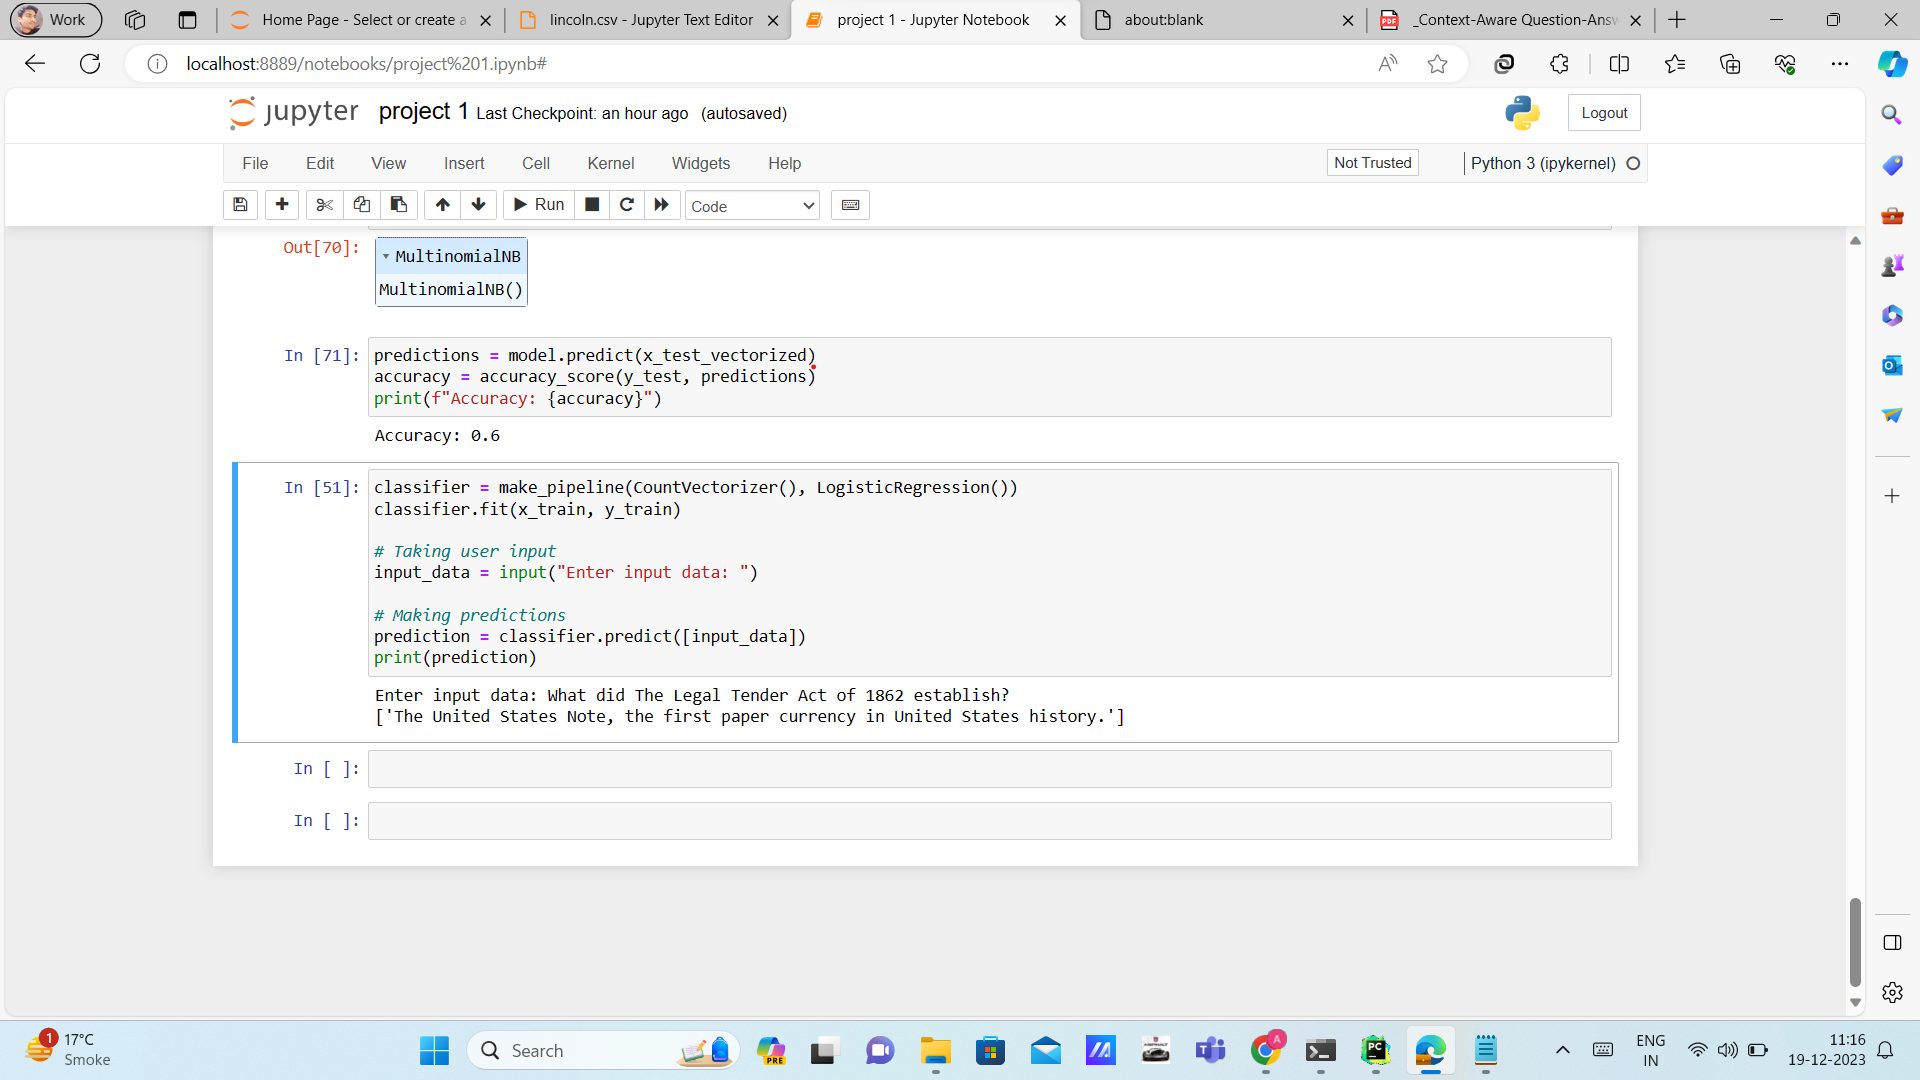 Work
Home Page - Select or create a
lincoln.csv - Jupyter Text Editor
project 1 - Jupyter Notebook
about:blank
_Context-Aware Question-Answ
localhost:8889/notebooks/project%201.ipynb#
jupyter project 1 Last Checkpoint: an hour ago (autosaved)
Logout
File Edit View Insert Cell Kernel Widgets Help
Not Trusted
Python 3 (ipykernel)
Run
Code
Out[70]:
MultinomialNB
MultinomialNB()
In [71]:
predictions = model.predict(x_test_vectorized)
accuracy = accuracy_score(y_test, predictions)
print(f"Accuracy: {accuracy}")
Accuracy: 0.6
In [51]:
classifier = make_pipeline(CountVectorizer(), LogisticRegression())
classifier.fit(x_train, y_train)
# Taking user input
input_data = input("Enter input data: ")
# Making predictions
prediction = classifier.predict([input_data])
print(prediction)
Enter input data: What did The Legal Tender Act of 1862 establish?
['The United States Note, the first paper currency in United States history.']
In [ ]:
In [ ]:
1
17°C
Smoke
Search
PRE
A
PC
ENG
IN
11:16
19-12-2023